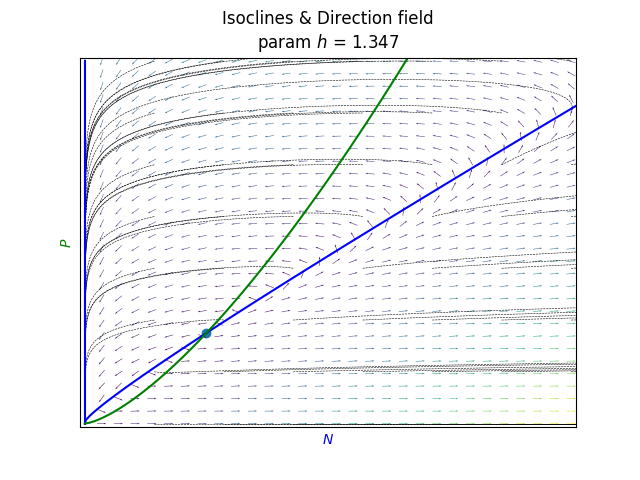 Isoclines & Direction field
param h = 1.347
P
N